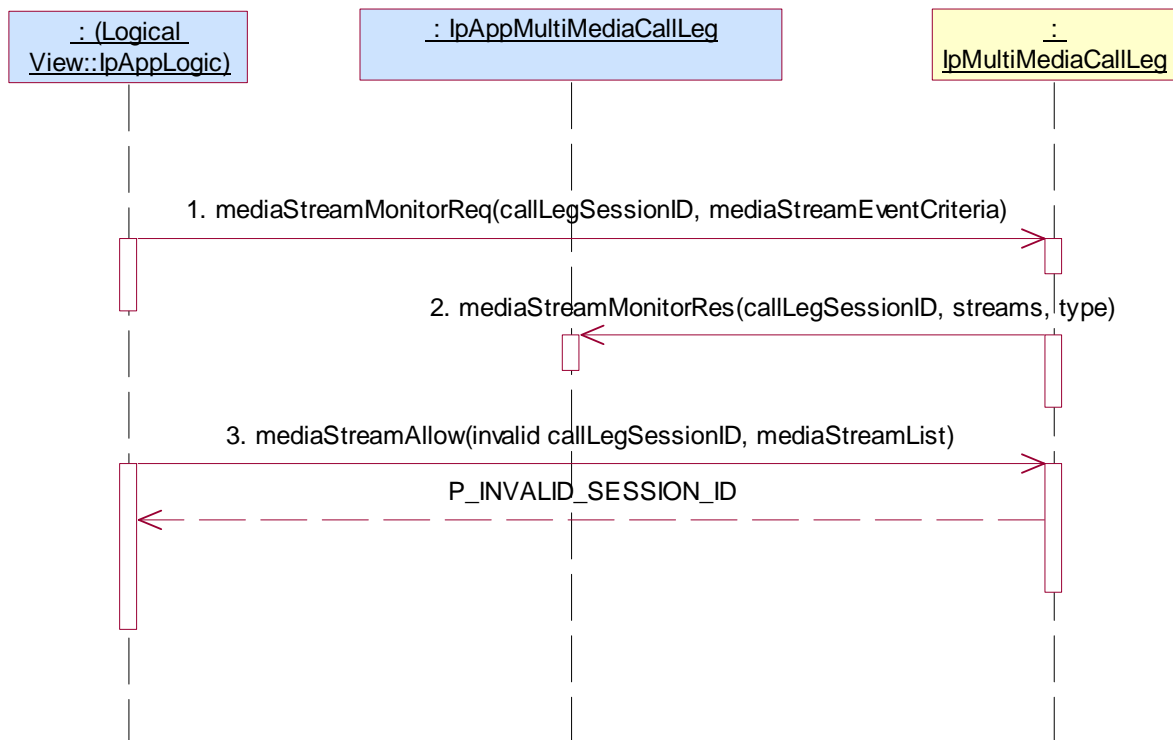 : (Logical
View::IpAppLogic)
: IpAppMultiMediaCallLeg
:
IpMultiMediaCallLeg
1. mediaStreamMonitorReq(callLegSessionID, mediaStreamEventCriteria)
2. mediaStreamMonitorRes(callLegSessionID, streams, type)
3. mediaStreamAllow(invalid callLegSessionID, mediaStreamList)
P_INVALID_SESSION_ID